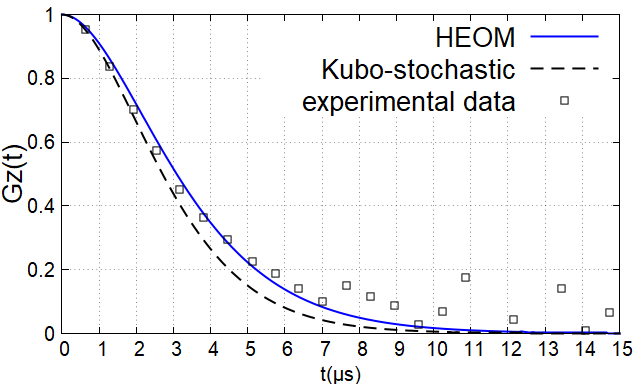 HEOM
Kubo-stochastic
experimental data
Gz(t)
1
0.8
0.6
0.4
0.2
0
0 1 2 3 4 5 6 7 8 9 10 11 12 13 14 15
t(μs)